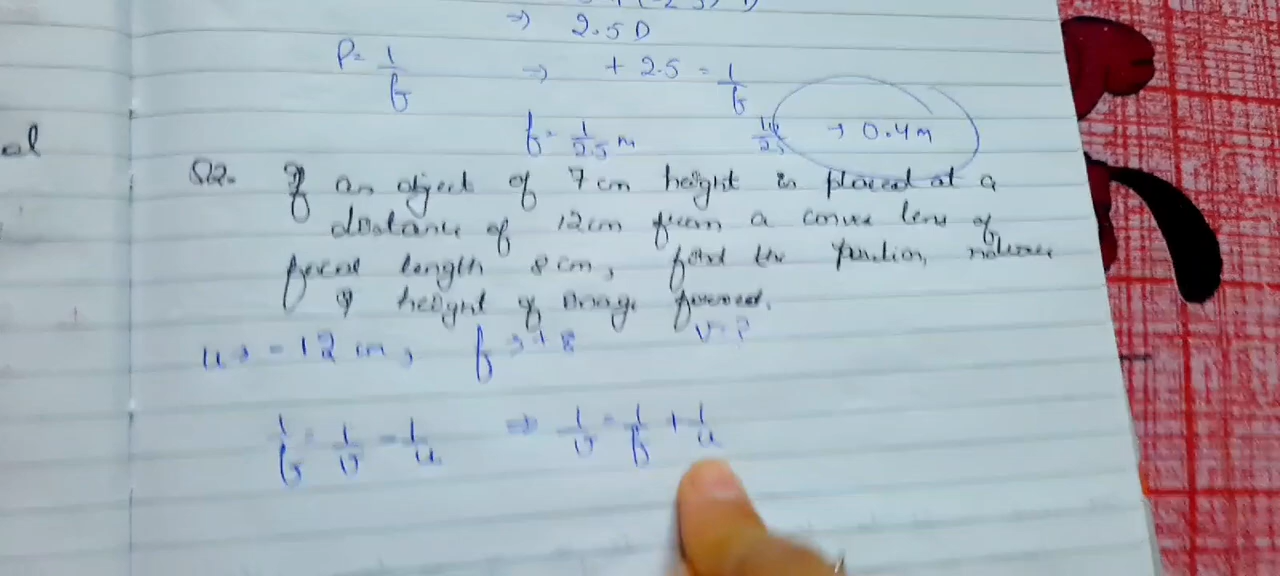 ⇒ 2.5 D
P = 1/f ⇒ + 2.5 = 1/f
f = 1/2.5 m → 0.4 m
Q2. If an object of 7 cm height is placed at a
distance of 12 cm from a convex lens of
focal length 8 cm, find the position, nature
& height of image formed.
u = -12 cm, f = +8 v = ?
1/f = 1/v - 1/u ⇒ 1/v = 1/f + 1/u